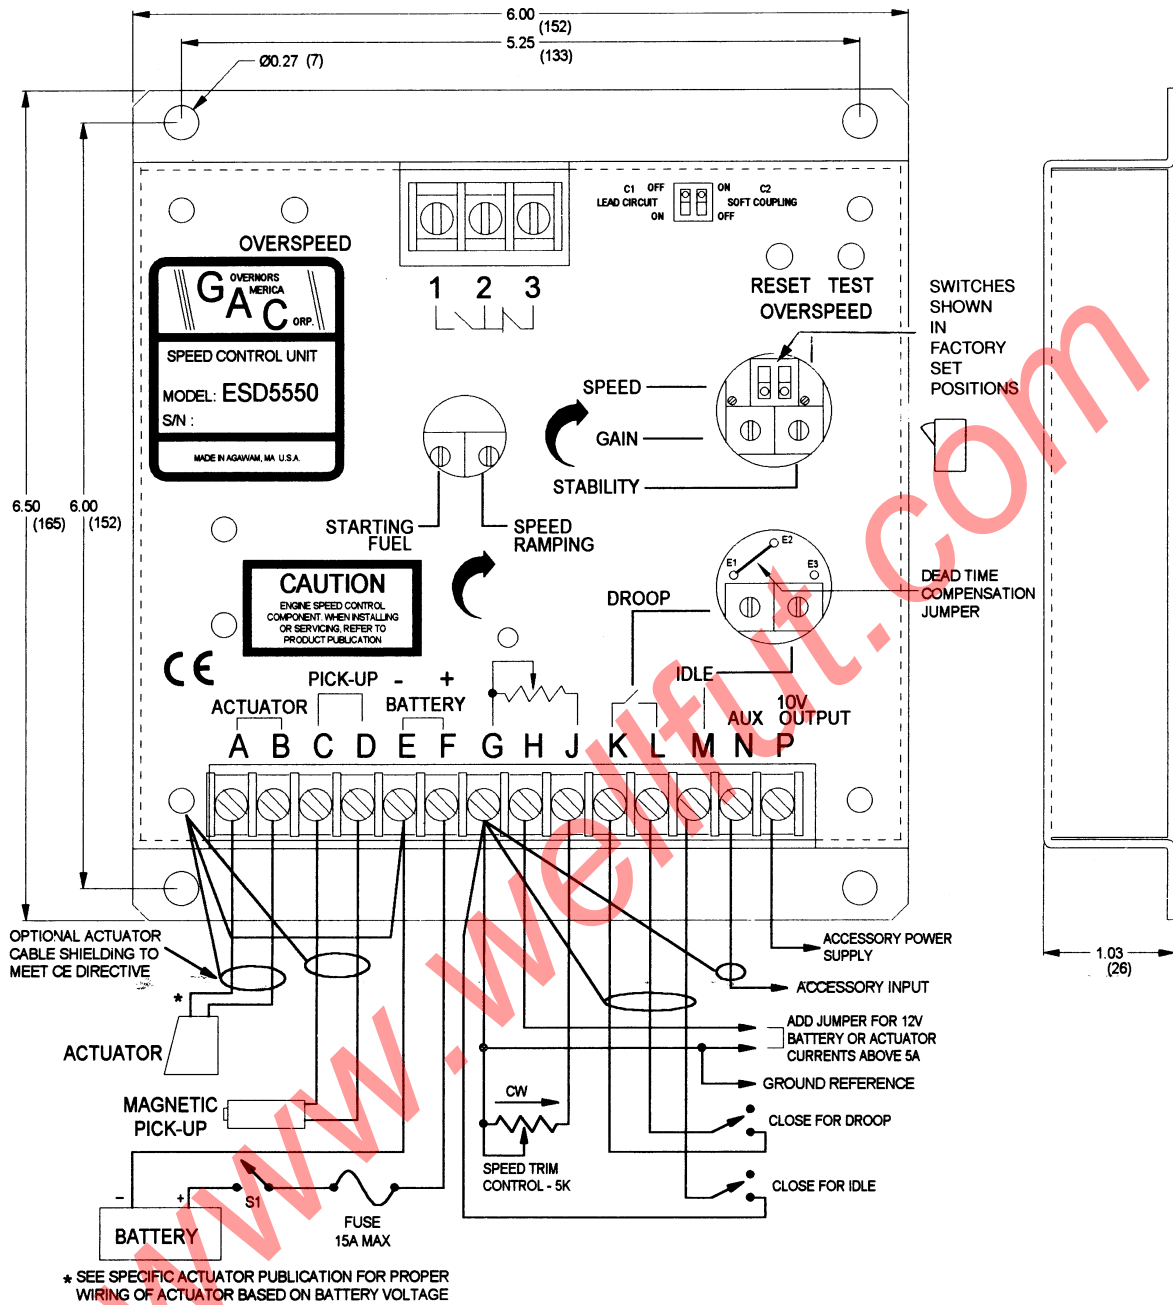 6.00
(152)
5.25
(133)
Ø0.27 (7)
C1 OFF
LEAD CIRCUIT
ON
ON C2
SOFT COUPLING
OFF
OVERSPEED
1 2 3
RESET TEST
OVERSPEED
SWITCHES
SHOWN
IN
FACTORY
SET
POSITIONS
GOVERNORS
AMERICA
CORP.
SPEED CONTROL UNIT
MODEL: ESD5550
S/N :
MADE IN AGAWAM, MA U.S.A.
SPEED
GAIN
STABILITY
6.50
(165)
6.00
(152)
STARTING
FUEL
SPEED
RAMPING
E1
E2
E3
DEAD TIME
COMPENSATION
JUMPER
CAUTION
ENGINE SPEED CONTROL
COMPONENT. WHEN INSTALLING
OR SERVICING, REFER TO
PRODUCT PUBLICATION
DROOP
IDLE
CE
PICK-UP
- +
ACTUATOR
BATTERY
10V
AUX OUTPUT
A B C D E F G H J K L M N P
OPTIONAL ACTUATOR
CABLE SHIELDING TO
MEET CE DIRECTIVE
ACCESSORY POWER
SUPPLY
1.03
(26)
ACCESSORY INPUT
*
ACTUATOR
ADD JUMPER FOR 12V
BATTERY OR ACTUATOR
CURRENTS ABOVE 5A
GROUND REFERENCE
MAGNETIC
PICK-UP
CW
CLOSE FOR DROOP
SPEED TRIM
CONTROL - 5K
CLOSE FOR IDLE
- +
S1
BATTERY
FUSE
15A MAX
* SEE SPECIFIC ACTUATOR PUBLICATION FOR PROPER
WIRING OF ACTUATOR BASED ON BATTERY VOLTAGE
www.wellfut.com